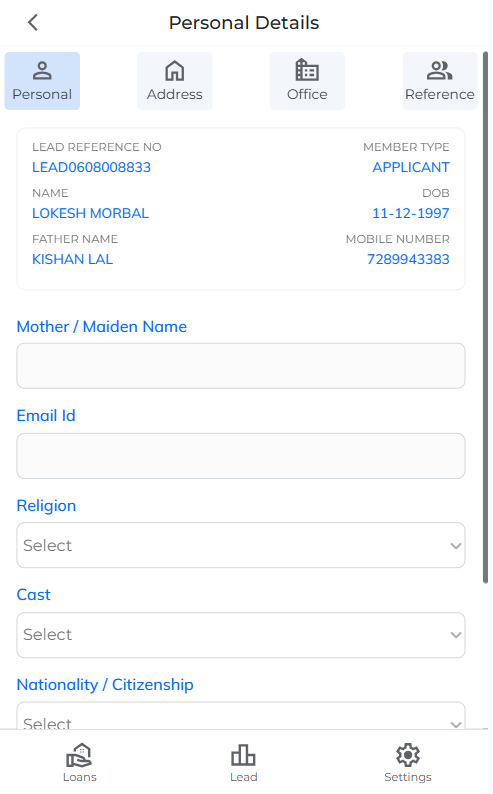 Personal Details
Personal Address Office Reference
LEAD REFERENCE NO MEMBER TYPE
LEAD0608008833 APPLICANT
NAME DOB
LOKESH MORBAL 11-12-1997
FATHER NAME MOBILE NUMBER
KISHAN LAL 7289943383
Mother / Maiden Name
Email Id
Religion
Select
Cast
Select
Nationality / Citizenship
Select
Loans Lead Settings